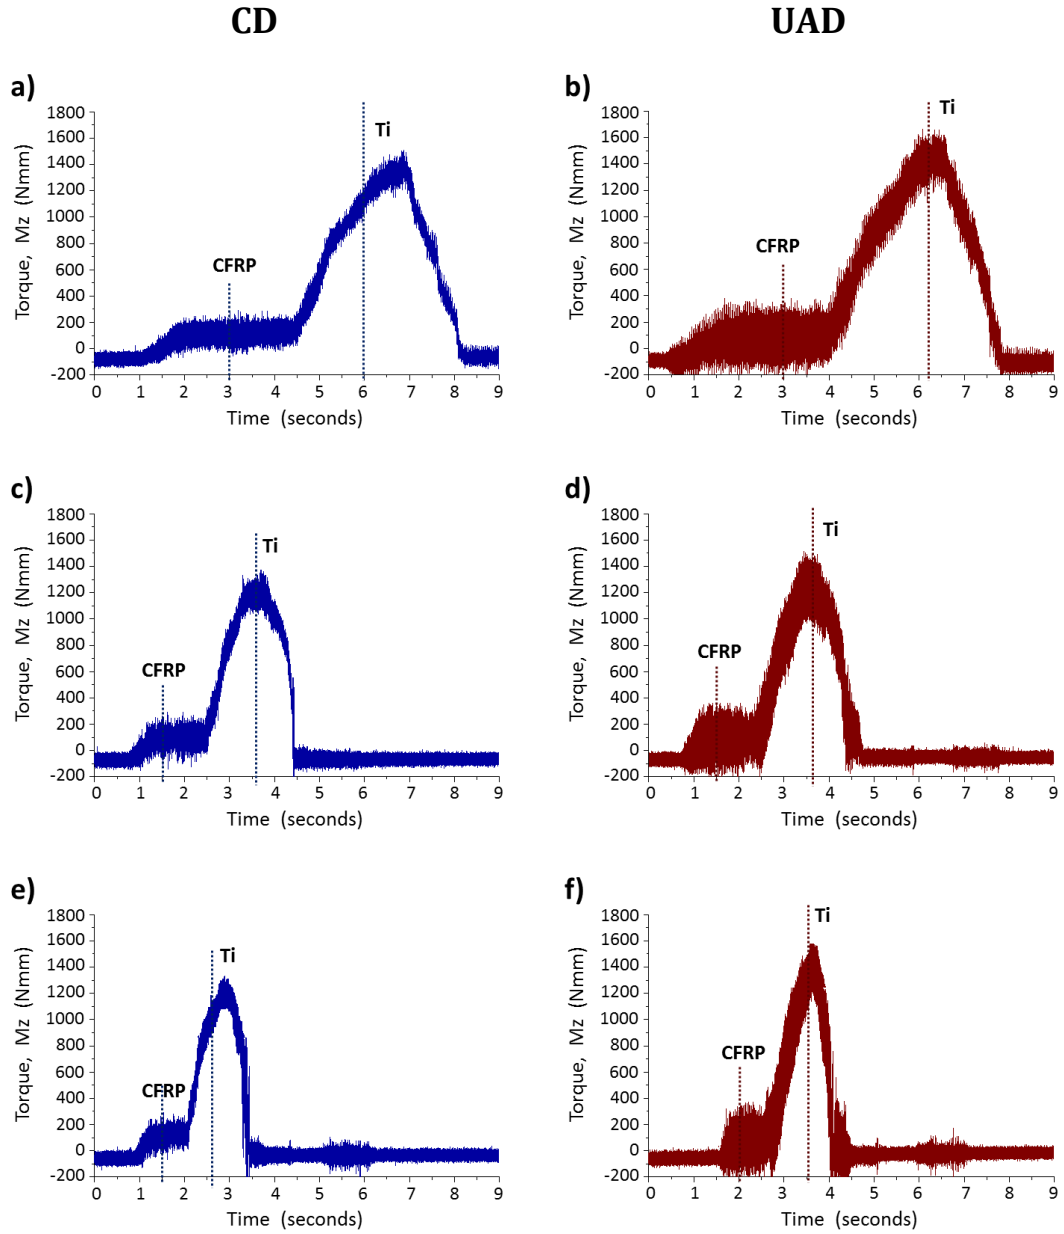 CD UAD
a) b)
1800 1800
1600 Ti 1600 Ti
1400 1400
1200 1200
1000 1000
800 800
600 CFRP 600 CFRP
400 400
200 200
0 0
-200 -200
Torque, Mz (Nmm) Torque, Mz (Nmm)
0 1 2 3 4 5 6 7 8 9 0 1 2 3 4 5 6 7 8 9
Time (seconds) Time (seconds)
c) d)
1800 1800
1600 Ti 1600 Ti
1400 1400
1200 1200
1000 1000
800 800
600 CFRP 600 CFRP
400 400
200 200
0 0
-200 -200
Torque, Mz (Nmm) Torque, Mz (Nmm)
0 1 2 3 4 5 6 7 8 9 0 1 2 3 4 5 6 7 8 9
Time (seconds) Time (seconds)
e) f)
1800 1800 Ti
1600 Ti 1600
1400 1400
1200 1200
1000 1000
800 800 CFRP
600 CFRP 600
400 400
200 200
0 0
-200 -200
Torque, Mz (Nmm) Torque, Mz (Nmm)
0 1 2 3 4 5 6 7 8 9 0 1 2 3 4 5 6 7 8 9
Time (seconds) Time (seconds)